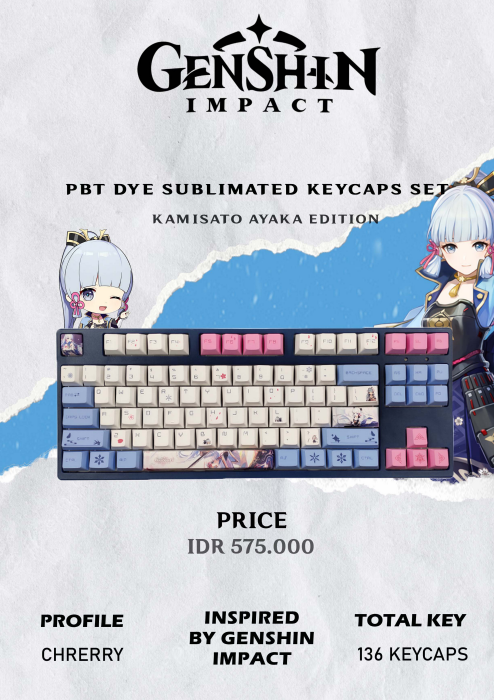 GENSHIN
IMPACT
PBT DYE SUBLIMATED KEYCAPS SET
KAMISATO AYAKA EDITION
PRICE
IDR 575.000
PROFILE
CHRERRY
INSPIRED
BY GENSHIN
IMPACT
TOTAL KEY
136 KEYCAPS